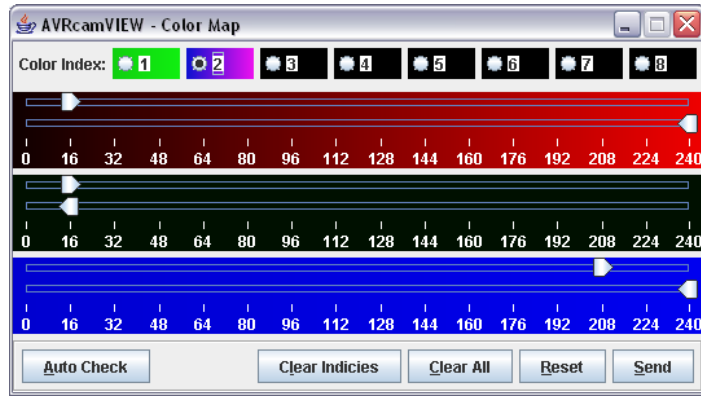 AVRcamVIEW - Color Map
Color Index: 1 2 3 4 5 6 7 8
0 16 32 48 64 80 96 112 128 144 160 176 192 208 224 240
0 16 32 48 64 80 96 112 128 144 160 176 192 208 224 240
0 16 32 48 64 80 96 112 128 144 160 176 192 208 224 240
Auto Check Clear Indicies Clear All Reset Send